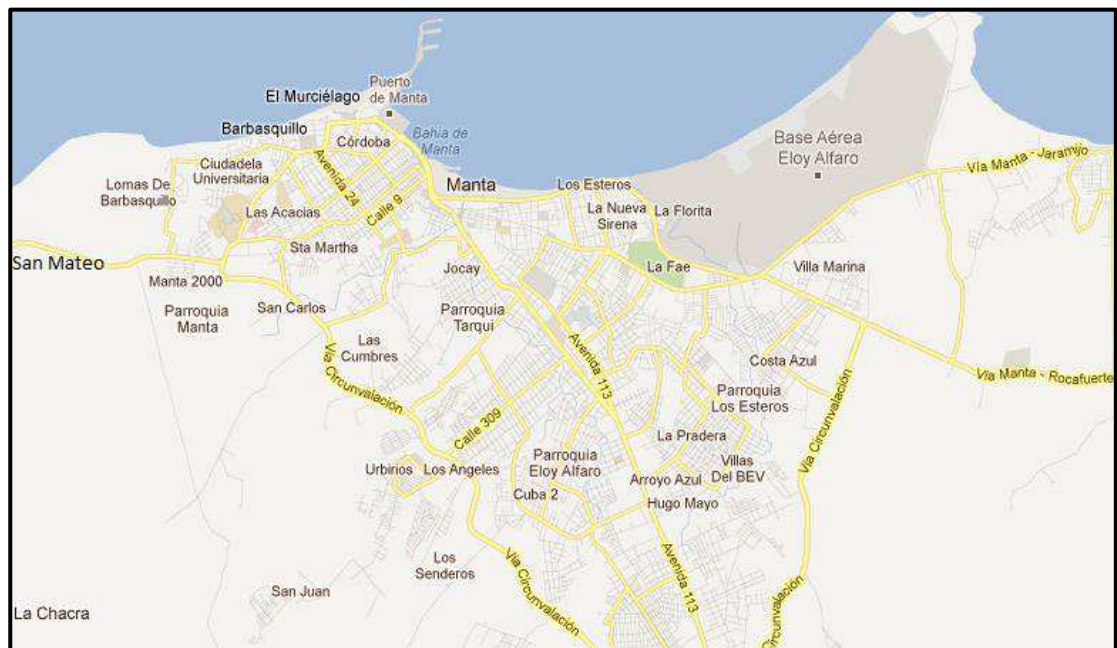 Puerto
de Manta
El Murciélago
Barbasquillo
Córdoba
Bahía de
Manta
Base Aérea
Eloy Alfaro
Vía Manta - Jaramijo
Ciudadela
Universitaria
Avenida 24
Lomas De
Barbasquillo
Manta
Los Esteros
Las Acacias
Calle 9
La Nueva
Sirena
La Florita
Sta Martha
San Mateo
Jocay
La Fae
Villa Marina
Manta 2000
San Carlos
Parroquia
Manta
Parroquia
Tarqui
Las
Cumbres
Vía Circunvalación
Avenida 113
Costa Azul
Vía Manta - Rocafuerte
Parroquia
Los Esteros
Vía Circunvalación
Calle 309
La Pradera
Urbirios
Los Angeles
Parroquia
Eloy Alfaro
Villas
Del BEV
Arroyo Azul
Cuba 2
Hugo Mayo
Los
Senderos
Vía Circunvalación
Avenida 113
San Juan
Circunvalación
La Chacra